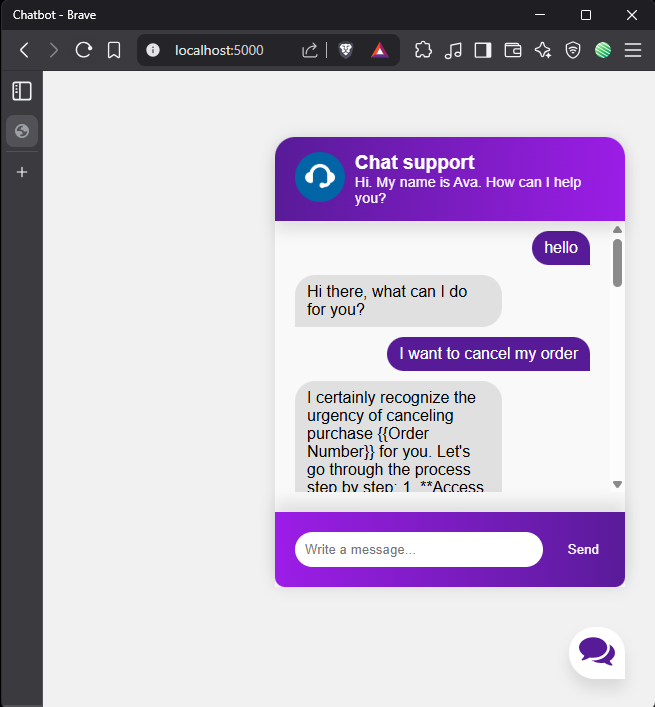 Chatbot - Brave
localhost:5000
Chat support
Hi. My name is Ava. How can I help
you?
hello
Hi there, what can I do
for you?
I want to cancel my order
I certainly recognize the
urgency of canceling
purchase {{Order
Number}} for you. Let's
go through the process
step by step: 1. **Access
Write a message...
Send